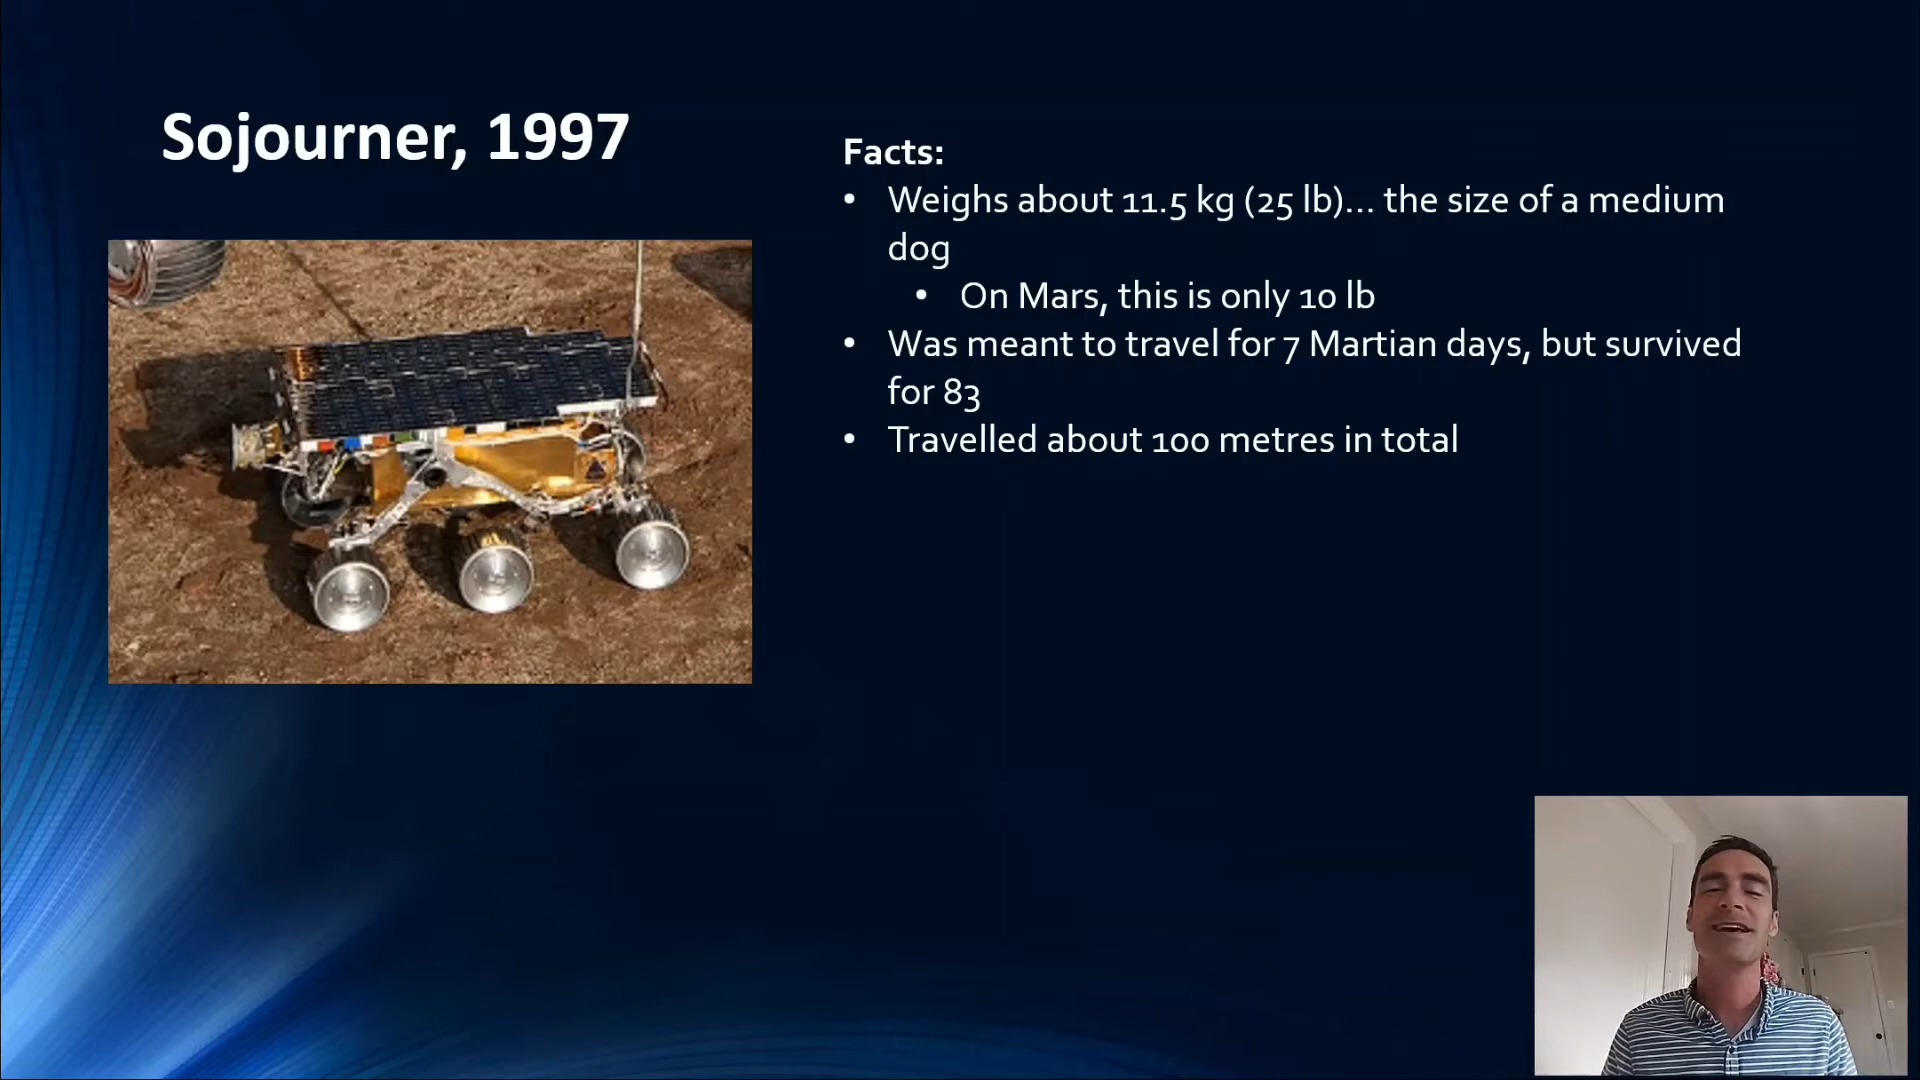 Sojourner, 1997
Facts:
• Weighs about 11.5 kg (25 lb)... the size of a medium
dog
• On Mars, this is only 10 lb
• Was meant to travel for 7 Martian days, but survived
for 83
• Travelled about 100 metres in total